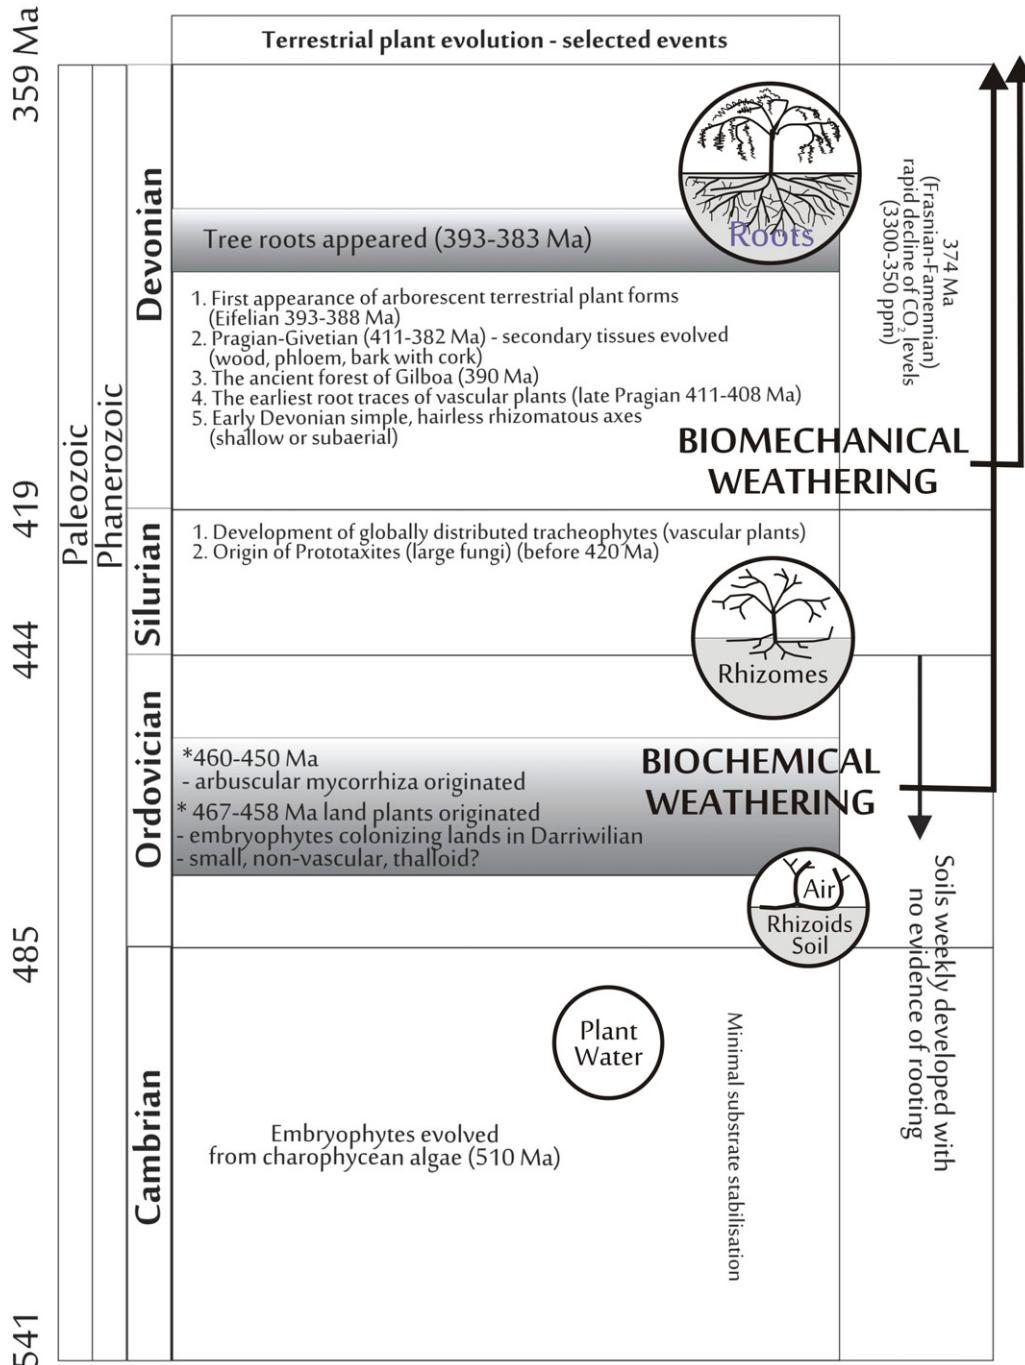 Terrestrial plant evolution - selected events
359 Ma
419
444
485
541
Paleozoic
Phanerozoic
Devonian
Silurian
Ordovician
Cambrian
Roots
Tree roots appeared (393-383 Ma)
1. First appearance of arborescent terrestrial plant forms
(Eifelian 393-388 Ma)
2. Pragian-Givetian (411-382 Ma) - secondary tissues evolved
(wood, phloem, bark with cork)
3. The ancient forest of Gilboa (390 Ma)
4. The earliest root traces of vascular plants (late Pragian 411-408 Ma)
5. Early Devonian simple, hairless rhizomatous axes
(shallow or subaerial)
374 Ma
(Frasnian-Famennian)
rapid decline of CO₂ levels
(3300-350 ppm)
BIOMECHANICAL
WEATHERING
1. Development of globally distributed tracheophytes (vascular plants)
2. Origin of Prototaxites (large fungi) (before 420 Ma)
Rhizomes
*460-450 Ma
- arbuscular mycorrhiza originated
* 467-458 Ma land plants originated
- embryophytes colonizing lands in Darriwilian
- small, non-vascular, thalloid?
BIOCHEMICAL
WEATHERING
Air
Rhizoids
Soil
Soils weekly developed with
no evidence of rooting
Plant
Water
Minimal substrate stabilisation
Embryophytes evolved
from charophycean algae (510 Ma)